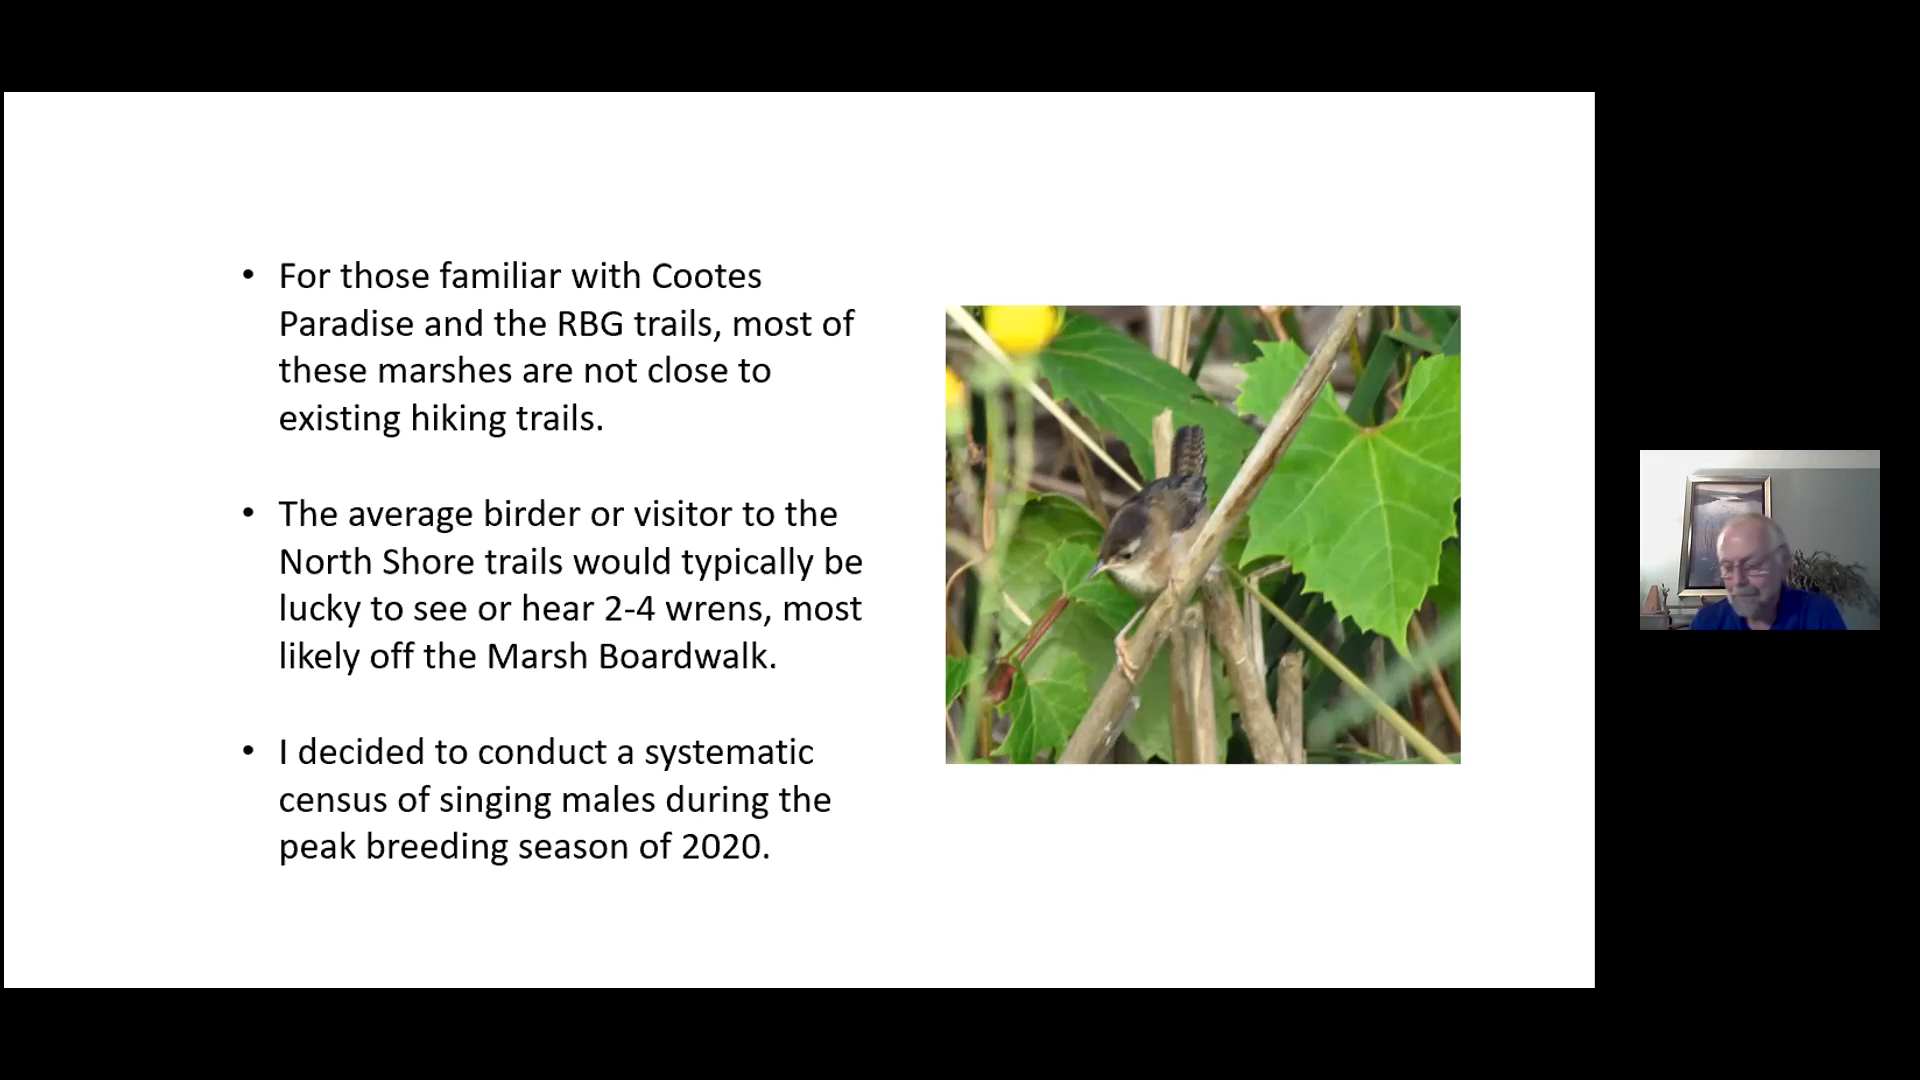 • For those familiar with Cootes
Paradise and the RBG trails, most of
these marshes are not close to
existing hiking trails.
• The average birder or visitor to the
North Shore trails would typically be
lucky to see or hear 2-4 wrens, most
likely off the Marsh Boardwalk.
• I decided to conduct a systematic
census of singing males during the
peak breeding season of 2020.